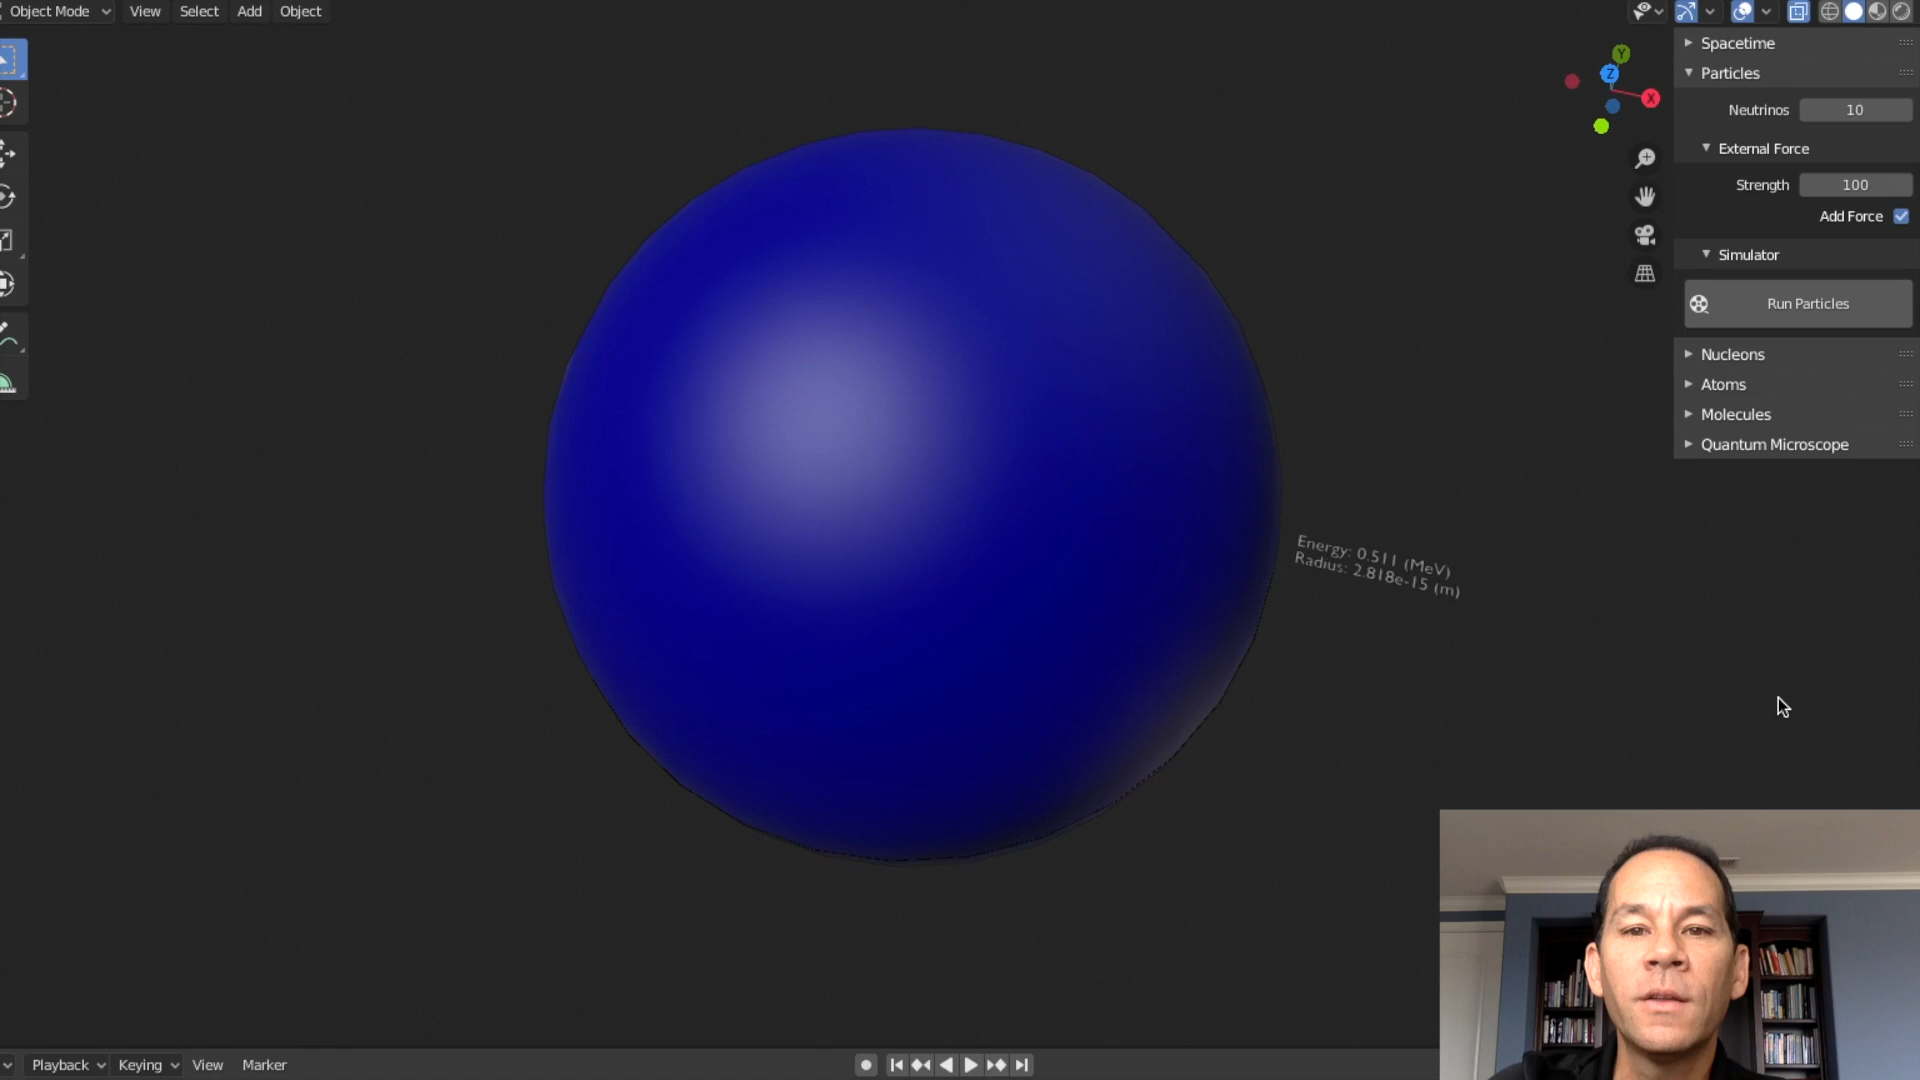 Object Mode View Select Add Object
Spacetime
Particles
Neutrinos 10
External Force
Strength 100
Add Force
Simulator
Run Particles
Nucleons
Atoms
Molecules
Quantum Microscope
Y
Z
X
Energy: 0.511 (MeV)
Radius: 2.818e-15 (m)
Playback Keying View Marker